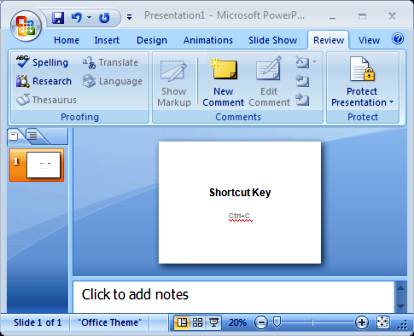 Presentation1 - Microsoft PowerP...
Home Insert Design Animations Slide Show Review View
Spelling Translate
Research Language
Thesaurus
Proofing
Show Markup
New Comment
Edit Comment
Comments
Protect Presentation
Protect
1
Shortcut Key
Ctrl+C
Click to add notes
Slide 1 of 1 "Office Theme" 20%